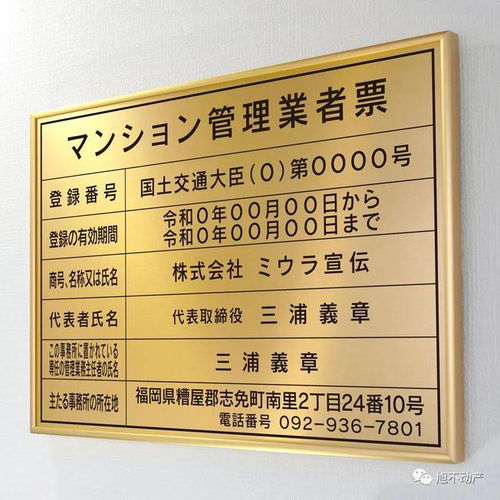 マンション管理業者票
登録番号 国土交通大臣(0)第0000号
登録の有効期間 令和0年00月00日から
令和0年00月00日まで
商号、名称又は氏名 株式会社 ミウラ宣伝
代表者氏名 代表取締役 三浦義章
この事務所に置かれている
専任の管理業務主任者の氏名 三浦義章
主たる事務所の所在地 福岡県糟屋郡志免町南里2丁目24番10号
電話番号 092-936-7801
旭不动产